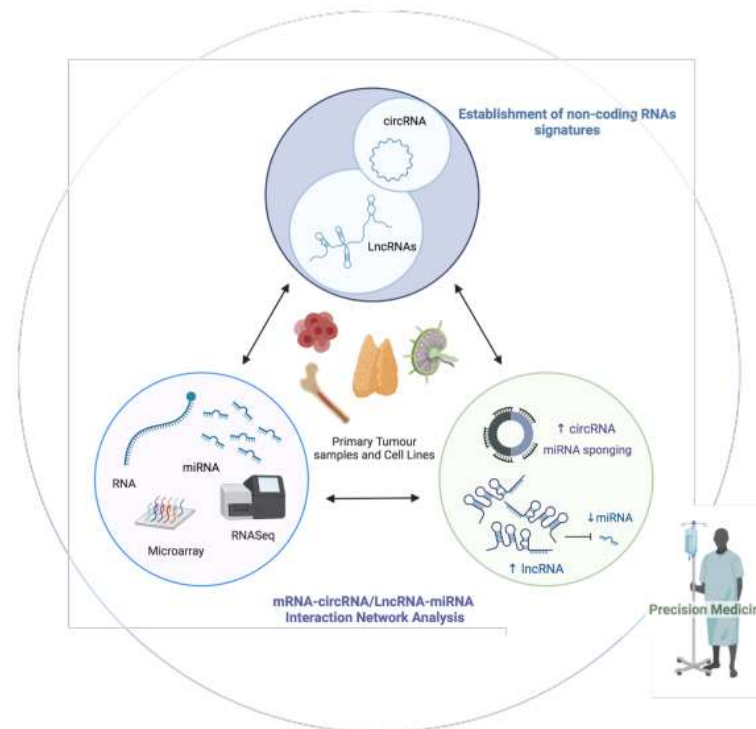 circRNA
Establishment of non-coding RNAs
signatures
LncRNAs
RNA
miRNA
Microarray
RNASeq
Primary Tumour
samples and Cell Lines
↑ circRNA
miRNA sponging
↓miRNA
↑ lncRNA
mRNA-circRNA/LncRNA-miRNA
Interaction Network Analysis
Precision Medicin